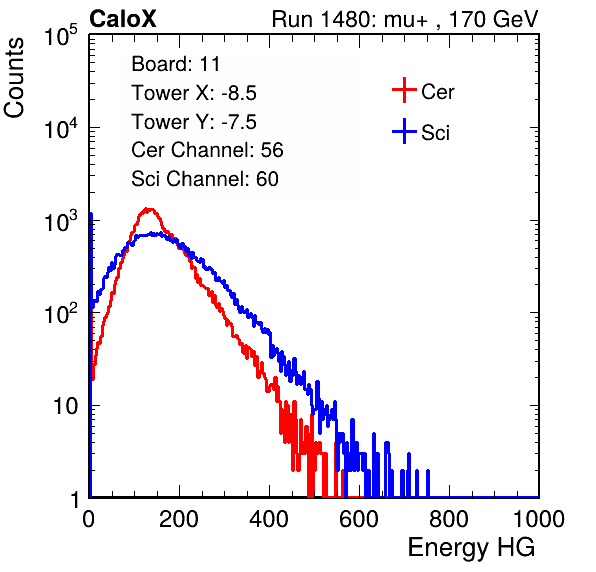 CaloX Run 1480: mu+ , 170 GeV
Counts
Board: 11
Tower X: -8.5
Tower Y: -7.5
Cer Channel: 56
Sci Channel: 60
Cer
Sci
10^5
10^4
10^3
10^2
10
1
0 200 400 600 800 1000
Energy HG